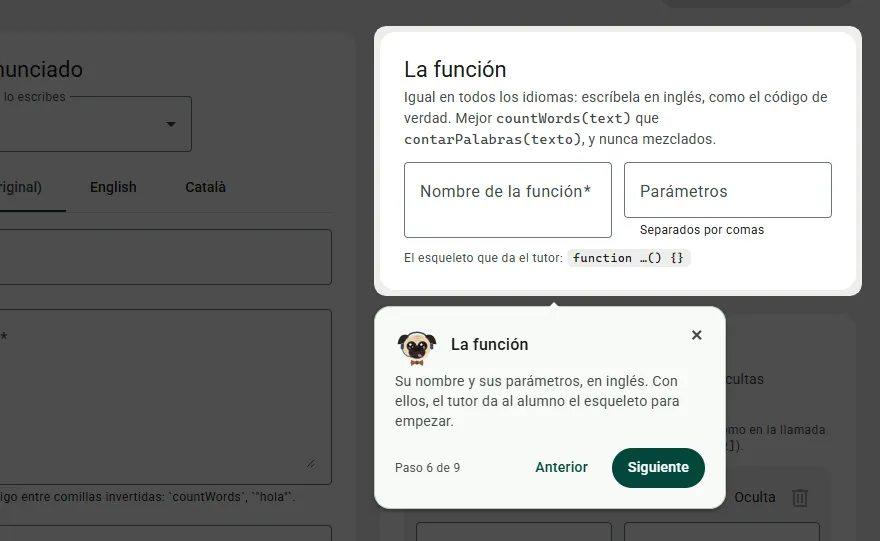 nunciado
lo escribes
riginal)
English
Català
*
igo entre comillas invertidas: `countWords`, `"hola"`.
La función
Igual en todos los idiomas: escríbela en inglés, como el código de
verdad. Mejor countWords(text) que
contarPalabras(texto), y nunca mezclados.
Nombre de la función*
Parámetros
Separados por comas
El esqueleto que da el tutor: function …() {}
La función
×
Su nombre y sus parámetros, en inglés. Con
ellos, el tutor da al alumno el esqueleto para
empezar.
Paso 6 de 9
Anterior
Siguiente
cultas
omo en la llamada
]).
Oculta